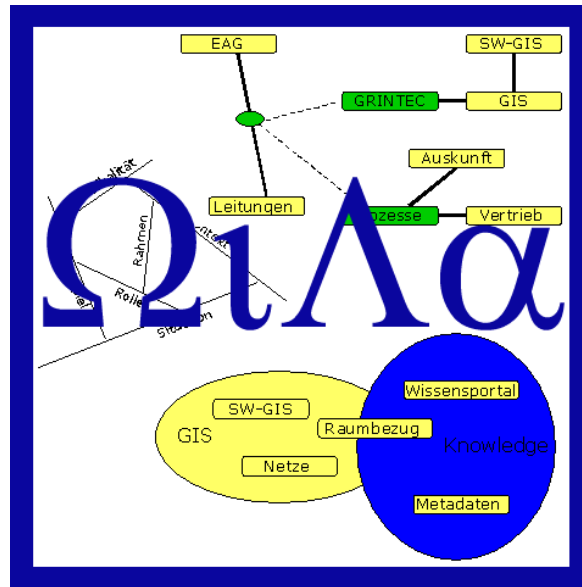 EAG
SW-GIS
GRINTEC
GIS
Auskunft
Leitungen
Vertrieb
Rahmen
Rolle
ΩιΛα
SW-GIS
GIS
Netze
Wissensportal
Raumbezug
Knowledge
Metadaten